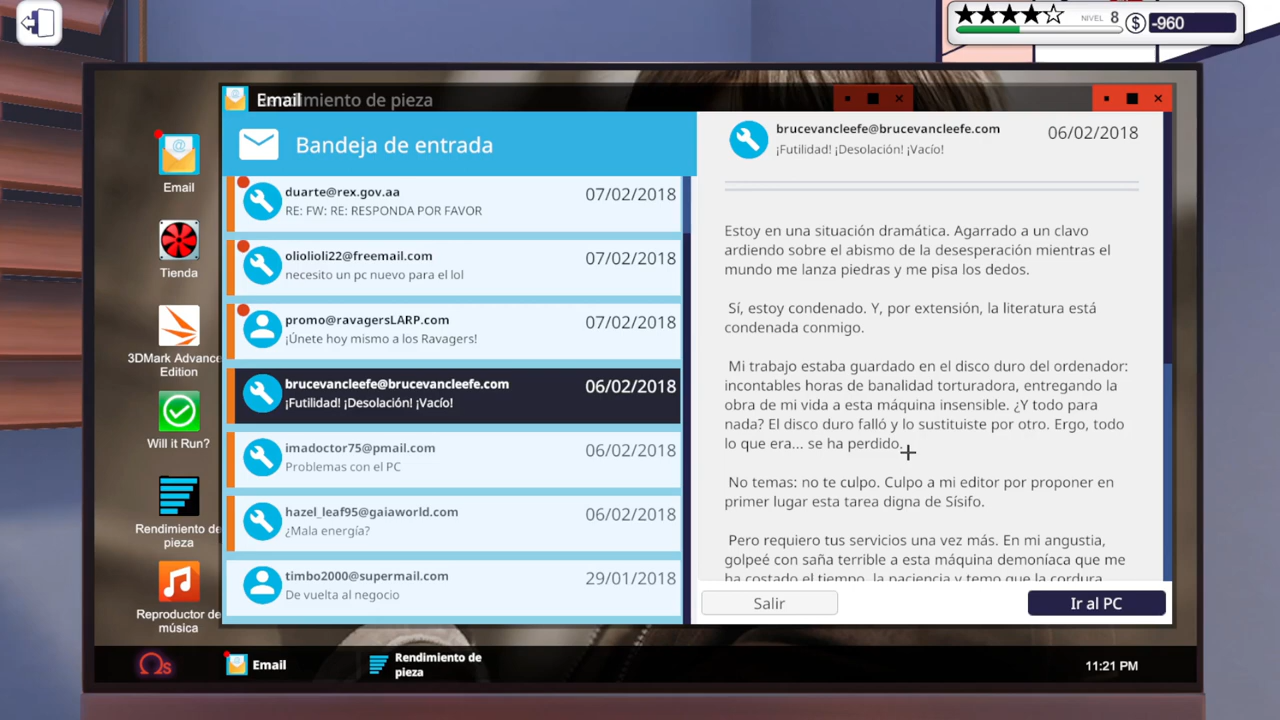 NIVEL 8
$ -960
Email
Rendimiento de pieza
Bandeja de entrada
brucevancleefe@brucevancleefe.com
06/02/2018
¡Futilidad! ¡Desolación! ¡Vacío!
Email
Tienda
3DMark Advance
Edition
Will it Run?
Rendimiento de
pieza
Reproductor de
música
duarte@rex.gov.aa
07/02/2018
RE: FW: RE: RESPONDA POR FAVOR
oliolioli22@freemail.com
07/02/2018
necesito un pc nuevo para el lol
promo@ravagersLARP.com
07/02/2018
¡Únete hoy mismo a los Ravagers!
brucevancleefe@brucevancleefe.com
06/02/2018
¡Futilidad! ¡Desolación! ¡Vacío!
imadoctor75@pmail.com
06/02/2018
Problemas con el PC
hazel_leaf95@gaiaworld.com
06/02/2018
¿Mala energía?
timbo2000@supermail.com
29/01/2018
De vuelta al negocio
Estoy en una situación dramática. Agarrado a un clavo
ardiendo sobre el abismo de la desesperación mientras el
mundo me lanza piedras y me pisa los dedos.
Sí, estoy condenado. Y, por extensión, la literatura está
condenada conmigo.
Mi trabajo estaba guardado en el disco duro del ordenador:
incontables horas de banalidad torturadora, entregando la
obra de mi vida a esta máquina insensible. ¿Y todo para
nada? El disco duro falló y lo sustituiste por otro. Ergo, todo
lo que era... se ha perdido.
No temas: no te culpo. Culpo a mi editor por proponer en
primer lugar esta tarea digna de Sísifo.
Pero requiero tus servicios una vez más. En mi angustia,
golpeé con saña terrible a esta máquina demoníaca que me
ha costado el tiempo, la paciencia y temo que la cordura.
Salir
Ir al PC
Ωs
Email
Rendimiento de
pieza
11:21 PM